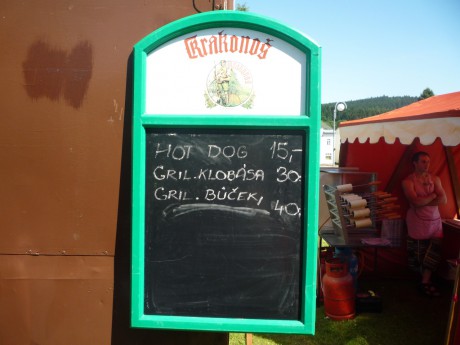 Krakonoš
HOT DOG 15,-
GRIL. KLOBÁSA 30,-
GRIL. BŮČEK, 40,-